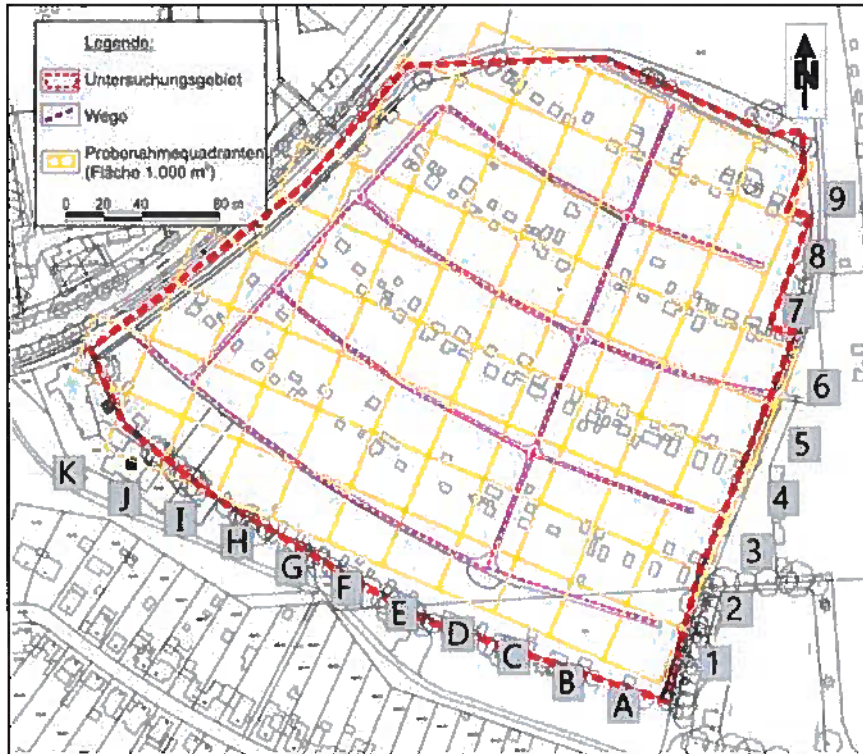 Legende:
Untersuchungsgebiet
Wege
Probenahmequadranten
(Fläche 1.000 m²)
0 20 40 80 m
N
9
8
7
6
5
4
3
2
1
K
J
I
H
G
F
E
D
C
B
A